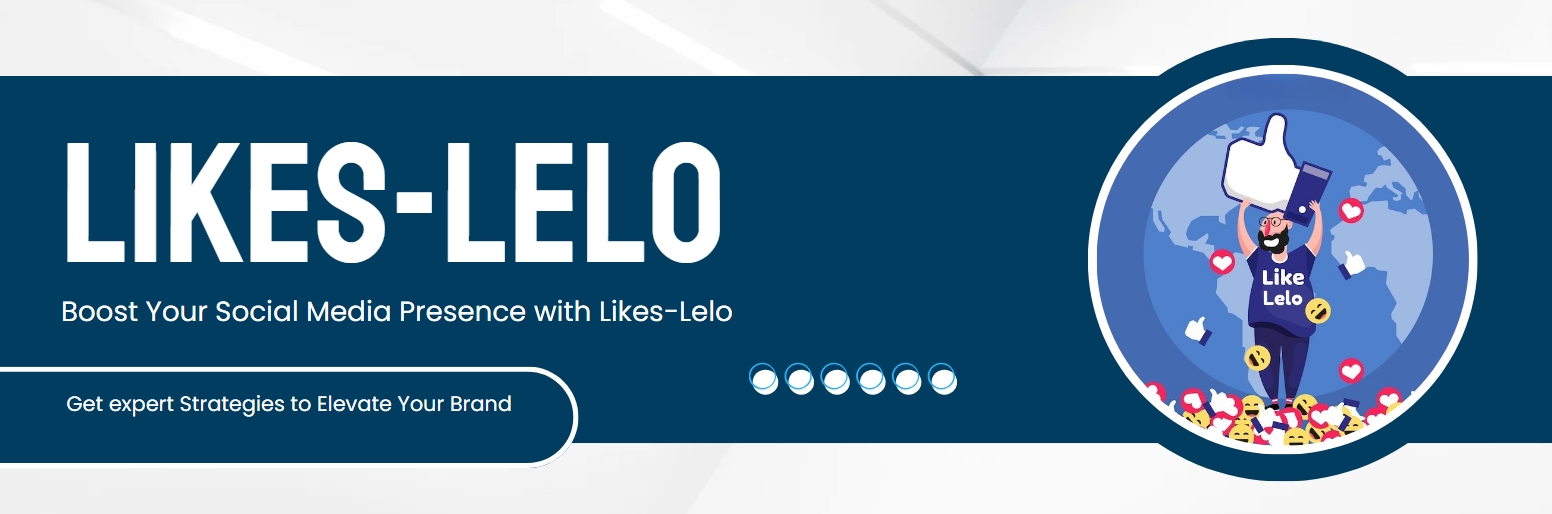 LIKES-LELO
Boost Your Social Media Presence with Likes-Lelo
Get expert Strategies to Elevate Your Brand
Like
Lelo